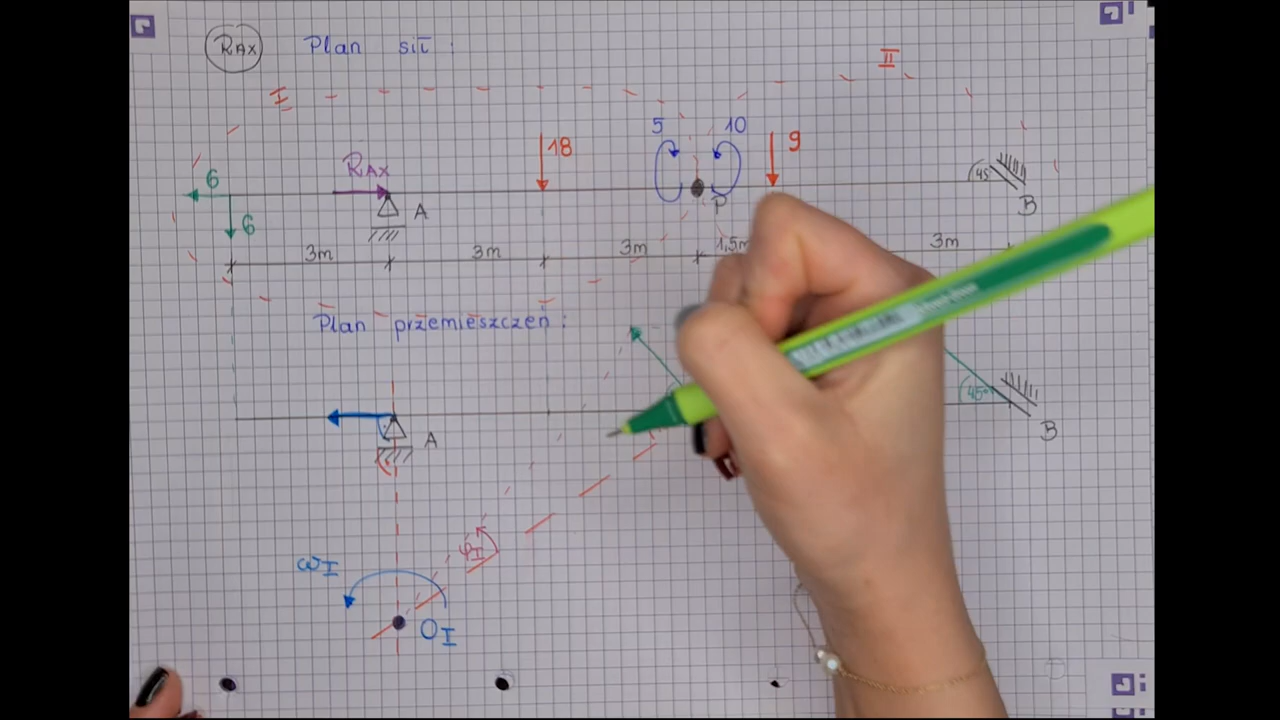 RAX Plan sił :
I II
5 10 9
18
RAX
6 6 A P 45° B
3m 3m 3m 1,5m 3m
Plan przemieszczeń :
A 45° B
φI
ωI
OI